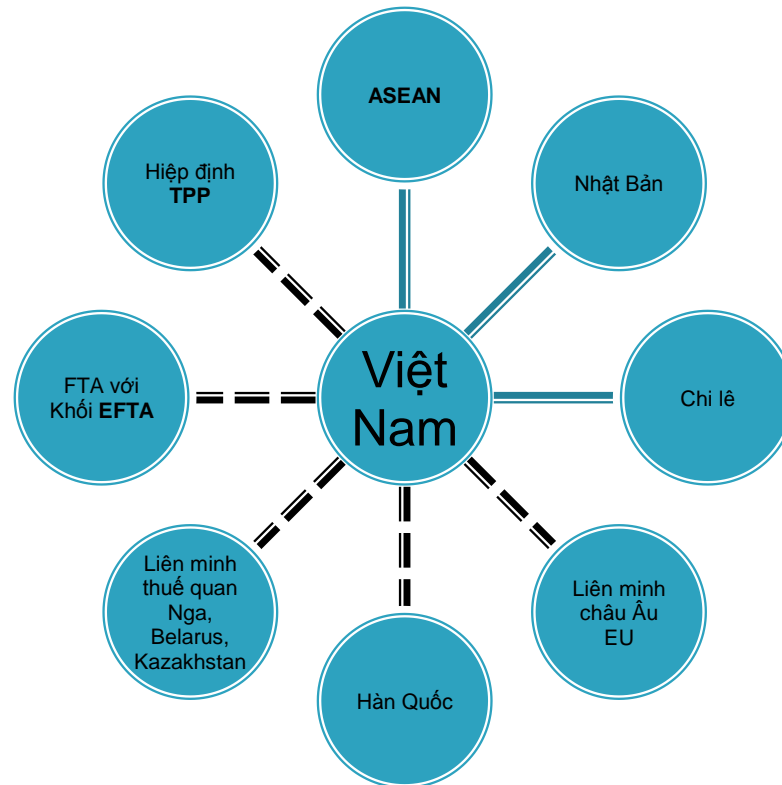 ASEAN
Hiệp định
TPP
Nhật Bản
FTA với
Khối EFTA
Việt
Nam
Chi lê
Liên minh
thuế quan
Nga,
Belarus,
Kazakhstan
Liên minh
châu Âu
EU
Hàn Quốc